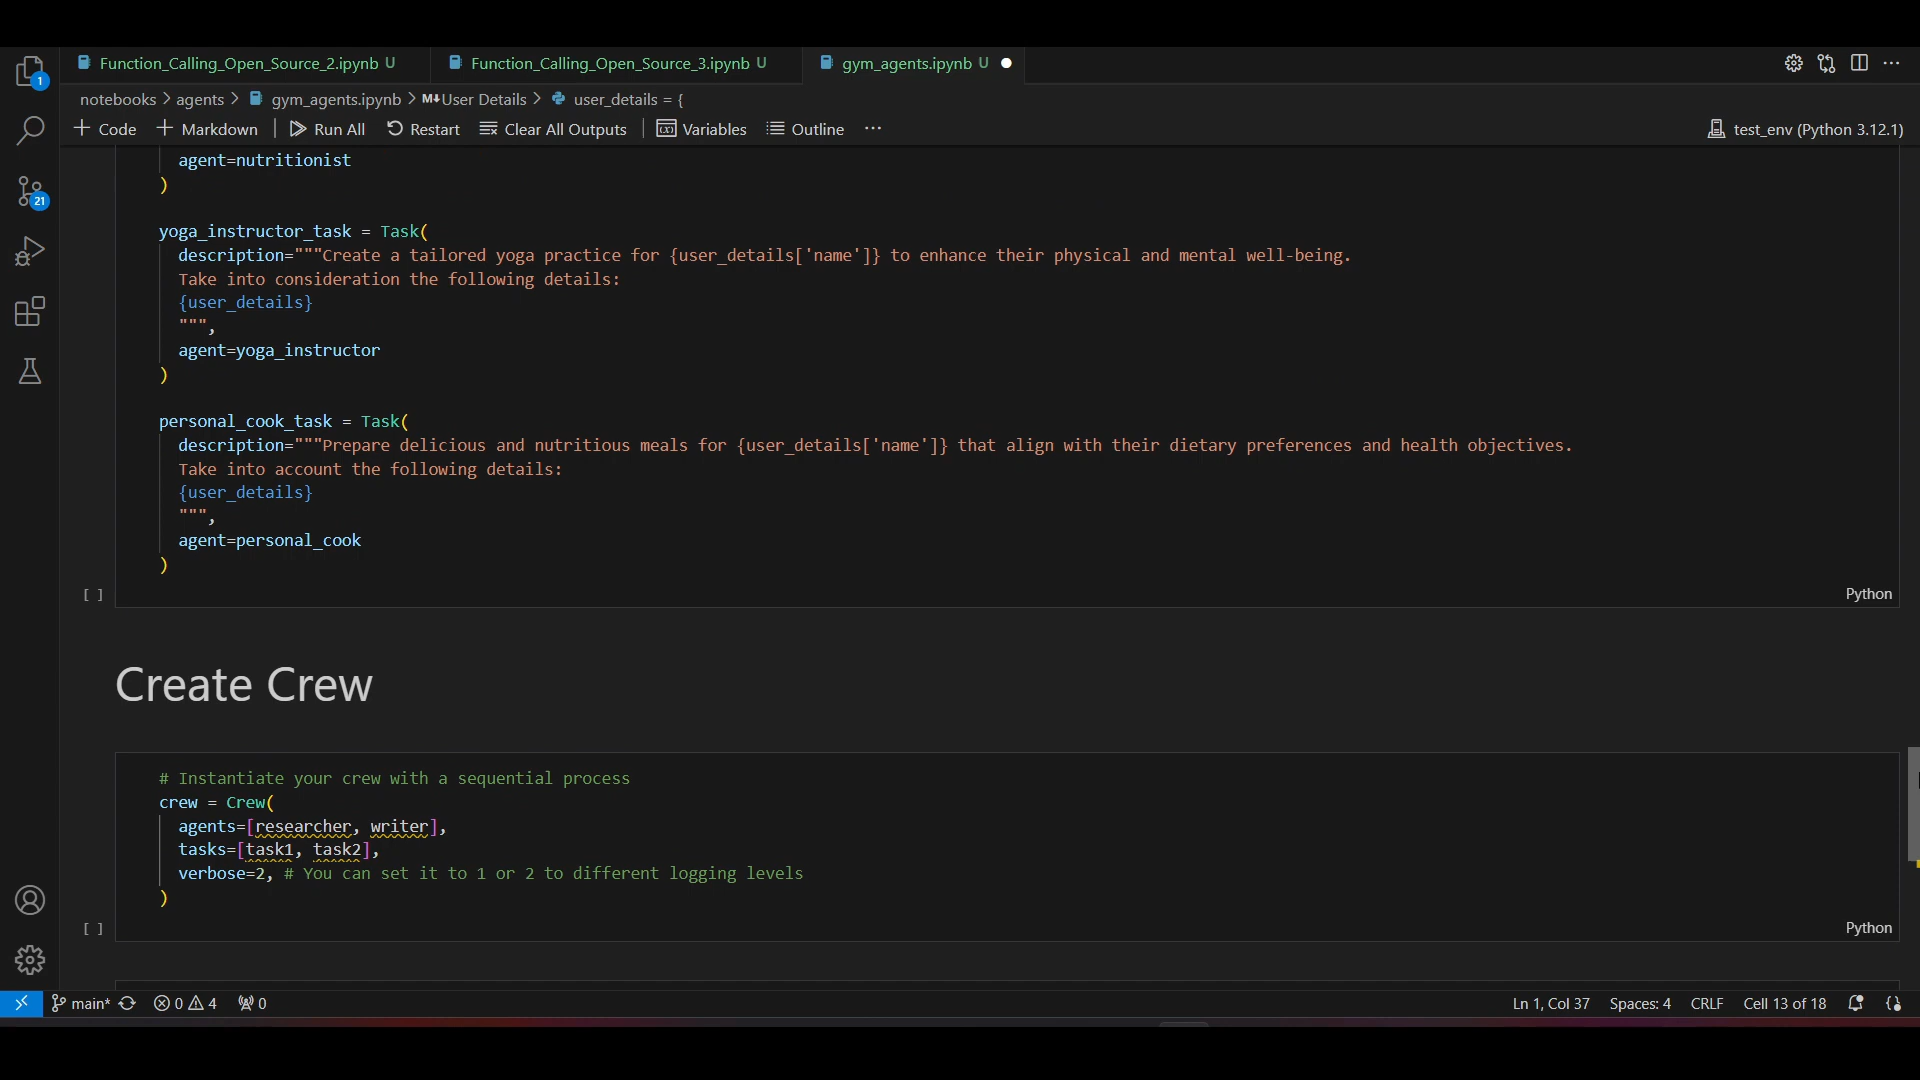 1
Function_Calling_Open_Source_2.ipynb U
Function_Calling_Open_Source_3.ipynb U
gym_agents.ipynb U
notebooks > agents > gym_agents.ipynb > M↓User Details > user_details = {
+ Code + Markdown | Run All Restart Clear All Outputs | Variables Outline ···
test_env (Python 3.12.1)
21
agent=nutritionist
)
yoga_instructor_task = Task(
description="""Create a tailored yoga practice for {user_details['name']} to enhance their physical and mental well-being.
Take into consideration the following details:
{user_details}
""",
agent=yoga_instructor
)
personal_cook_task = Task(
description="""Prepare delicious and nutritious meals for {user_details['name']} that align with their dietary preferences and health objectives.
Take into account the following details:
{user_details}
""",
agent=personal_cook
)
[ ]
Python
Create Crew
# Instantiate your crew with a sequential process
crew = Crew(
agents=[researcher, writer],
tasks=[task1, task2],
verbose=2, # You can set it to 1 or 2 to different logging levels
)
[ ]
Python
main* 0 4 0
Ln 1, Col 37 Spaces: 4 CRLF Cell 13 of 18